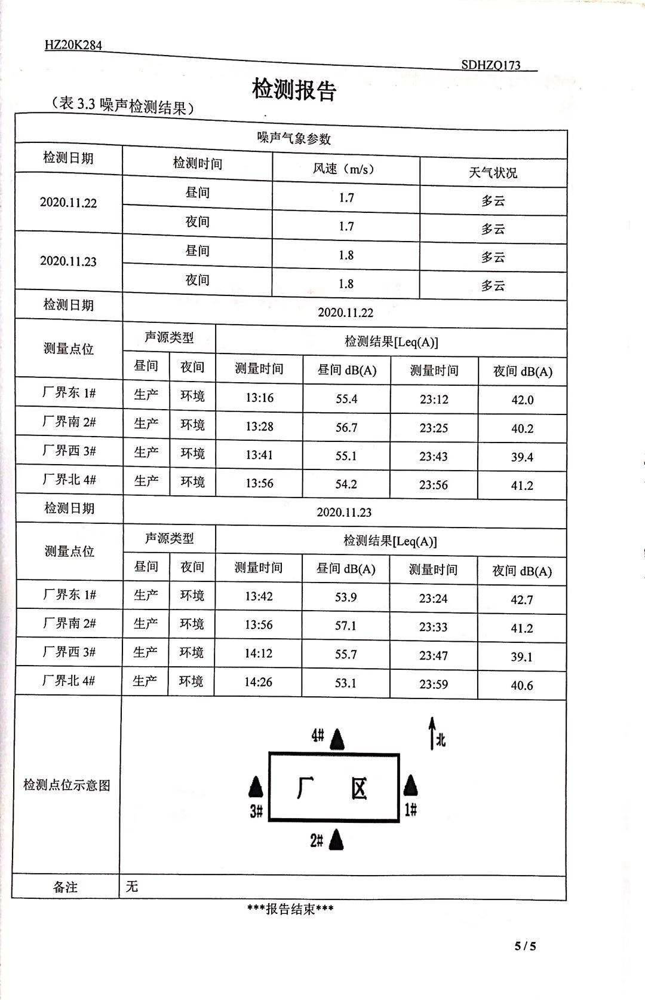 HZ20K284
SDHZQ173
检测报告
（表 3.3 噪声检测结果）
噪声气象参数
检测日期 检测时间 风速（m/s） 天气状况
2020.11.22 昼间 1.7 多云
夜间 1.7 多云
2020.11.23 昼间 1.8 多云
夜间 1.8 多云
检测日期 2020.11.22
测量点位 声源类型 检测结果[Leq(A)]
昼间 夜间 测量时间 昼间 dB(A) 测量时间 夜间 dB(A)
厂界东 1# 生产 环境 13:16 55.4 23:12 42.0
厂界南 2# 生产 环境 13:28 56.7 23:25 40.2
厂界西 3# 生产 环境 13:41 55.1 23:43 39.4
厂界北 4# 生产 环境 13:56 54.2 23:56 41.2
检测日期 2020.11.23
测量点位 声源类型 检测结果[Leq(A)]
昼间 夜间 测量时间 昼间 dB(A) 测量时间 夜间 dB(A)
厂界东 1# 生产 环境 13:42 53.9 23:24 42.7
厂界南 2# 生产 环境 13:56 57.1 23:33 41.2
厂界西 3# 生产 环境 14:12 55.7 23:47 39.1
厂界北 4# 生产 环境 14:26 53.1 23:59 40.6
检测点位示意图
4# 北
厂 区
3# 1#
2#
备注 无
***报告结束***
5 / 5